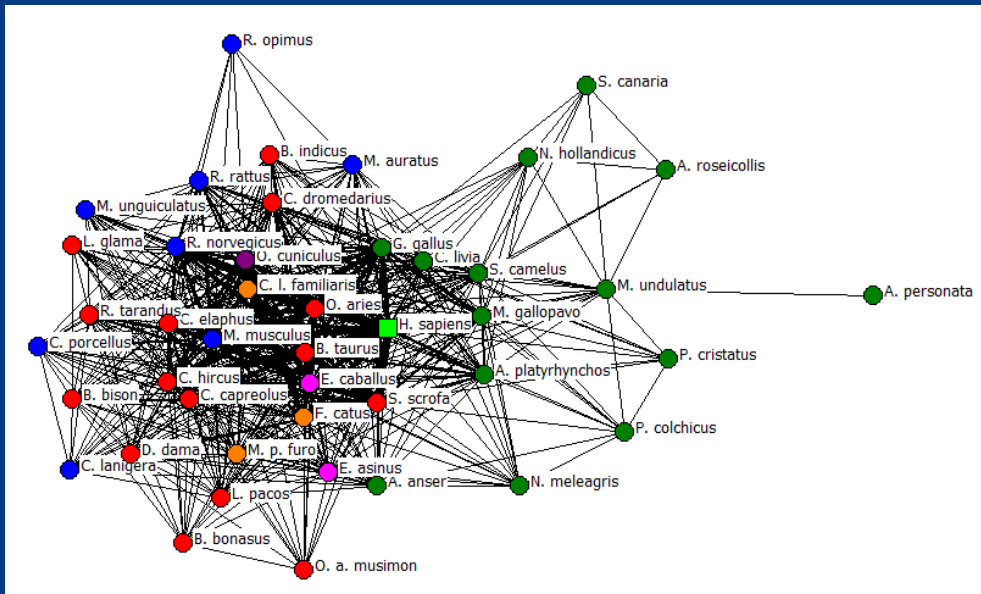 R. opimus
S. canaria
B. indicus
N. hollandicus
M. auratus
A. roseicollis
R. rattus
C. dromedarius
M. unguiculatus
L. glama
R. norvegicus
G. gallus
O. cuniculus
C. livia
S. camelus
C. l. familiaris
M. undulatus
A. personata
O. aries
R. tarandus
C. elaphus
M. gallopavo
H. sapiens
M. musculus
C. porcellus
B. taurus
P. cristatus
A. platyrhynchos
C. hircus
E. caballus
B. bison
C. capreolus
S. scrofa
F. catus
P. colchicus
D. dama
M. p. furo
C. lanigera
E. asinus
A. anser
N. meleagris
L. pacos
B. bonasus
O. a. musimon